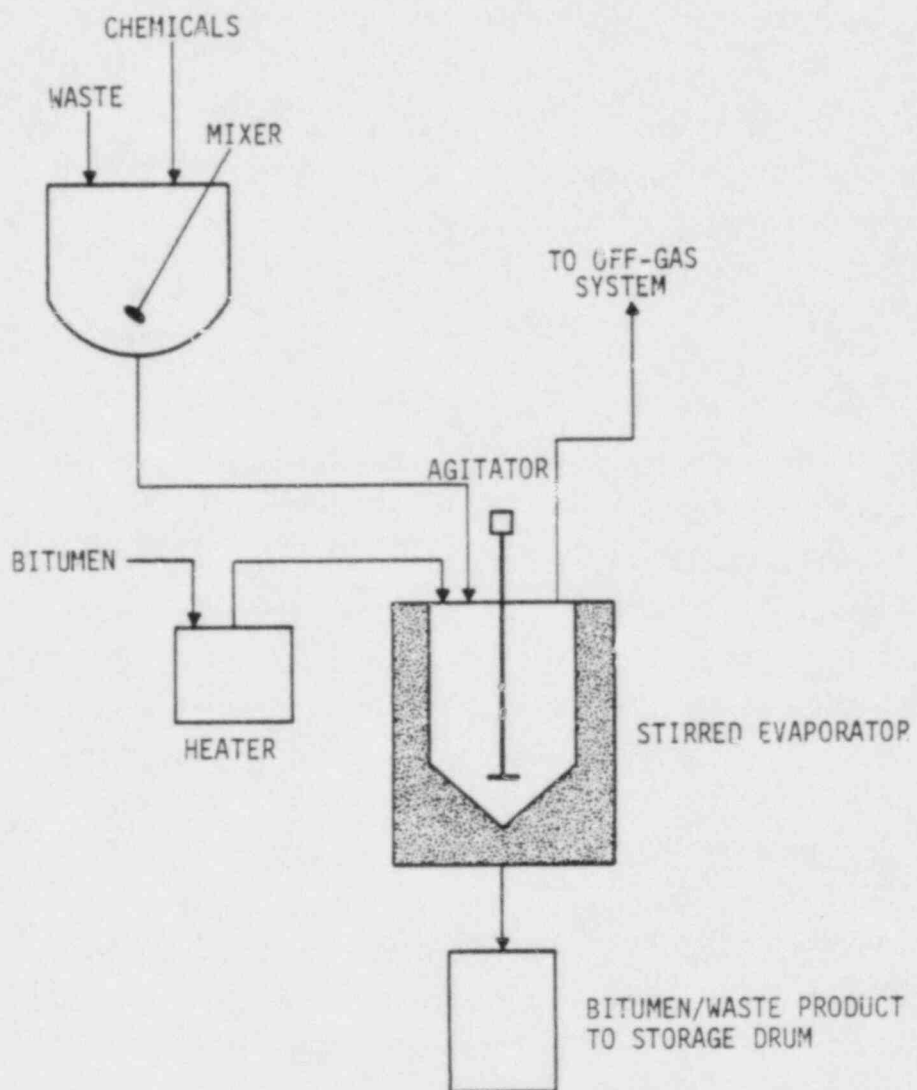 CHEMICALS
WASTE
MIXER
TO OFF-GAS
SYSTEM
AGITATOR
BITUMEN
HEATER
STIRRED EVAPORATOR
BITUMEN/WASTE PRODUCT
TO STORAGE DRUM